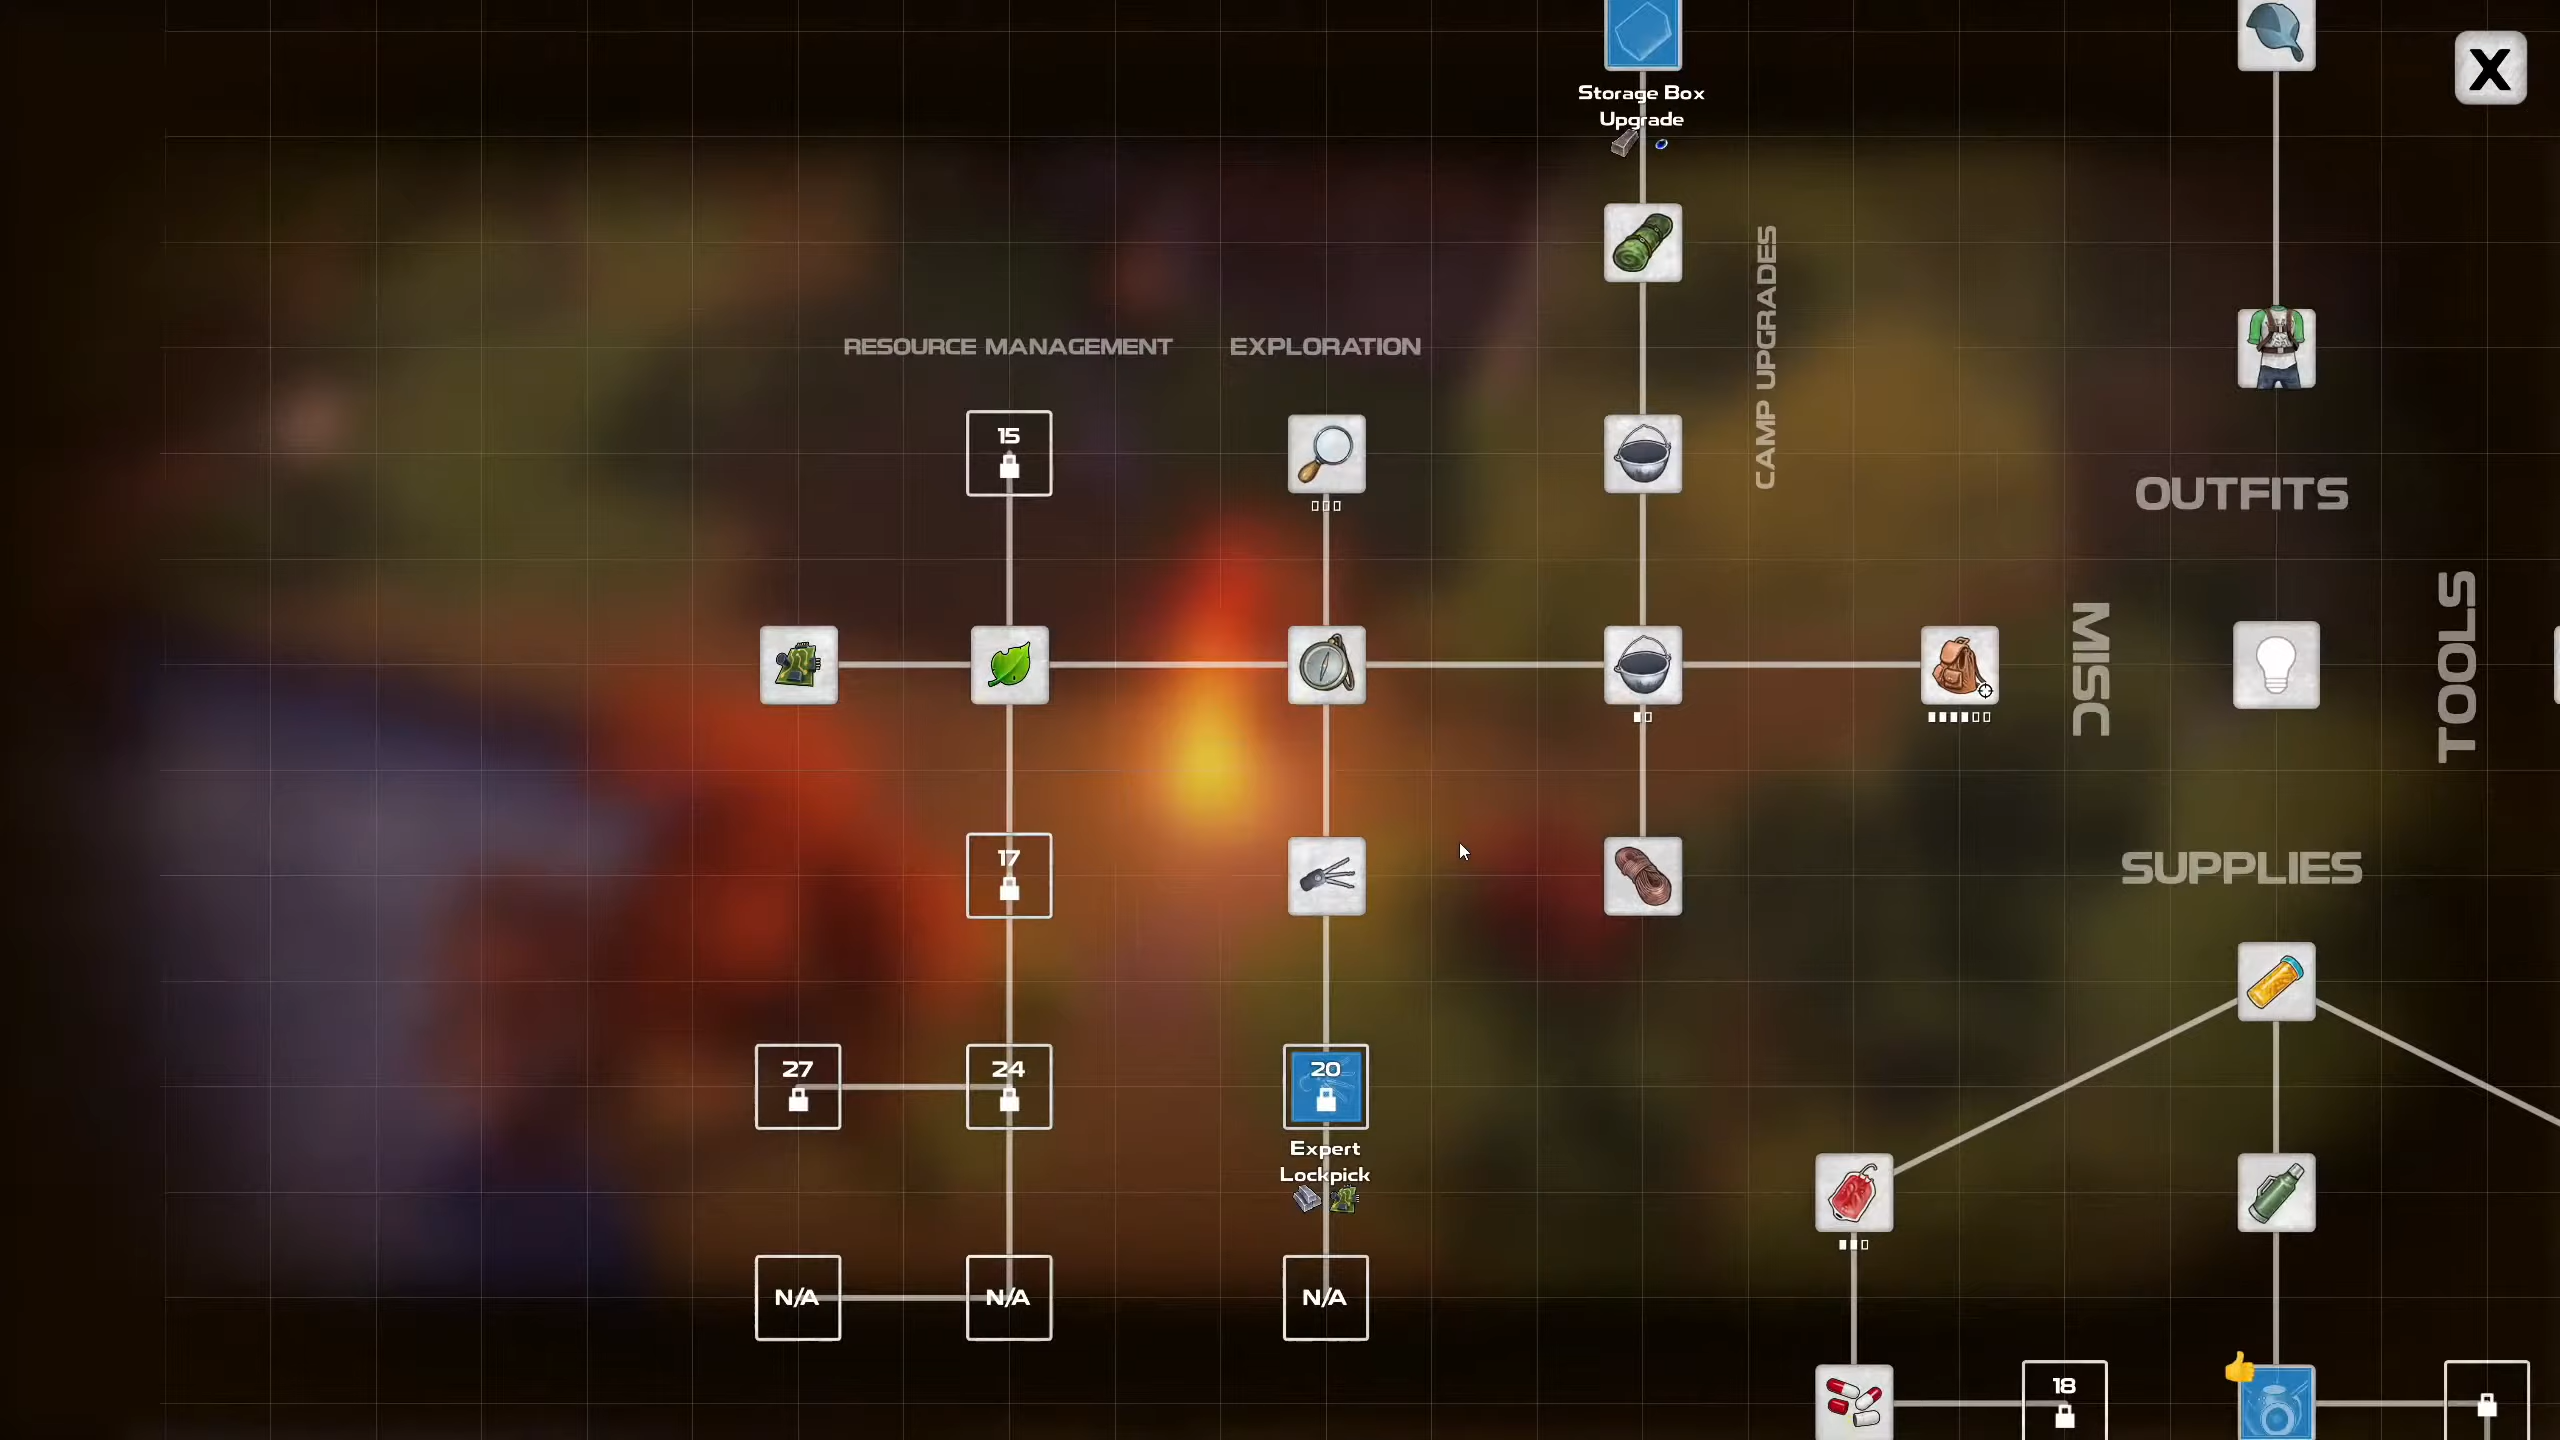 X
Storage Box
Upgrade
CAMP UPGRADES
RESOURCE MANAGEMENT
EXPLORATION
15
OUTFITS
MISC
TOOLS
17
SUPPLIES
27
24
20
Expert
Lockpick
N/A
N/A
N/A
18